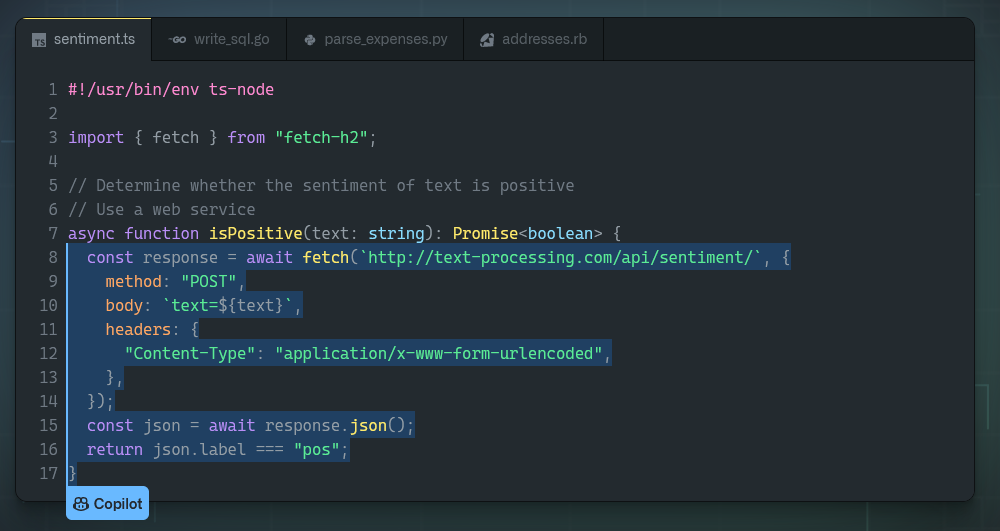 sentiment.ts write_sql.go parse_expenses.py addresses.rb
1 #!/usr/bin/env ts-node
2
3 import { fetch } from "fetch-h2";
4
5 // Determine whether the sentiment of text is positive
6 // Use a web service
7 async function isPositive(text: string): Promise<boolean> {
8   const response = await fetch(`http://text-processing.com/api/sentiment/`, {
9     method: "POST",
10     body: `text=${text}`,
11     headers: {
12       "Content-Type": "application/x-www-form-urlencoded",
13     },
14   });
15   const json = await response.json();
16   return json.label === "pos";
17 }
Copilot